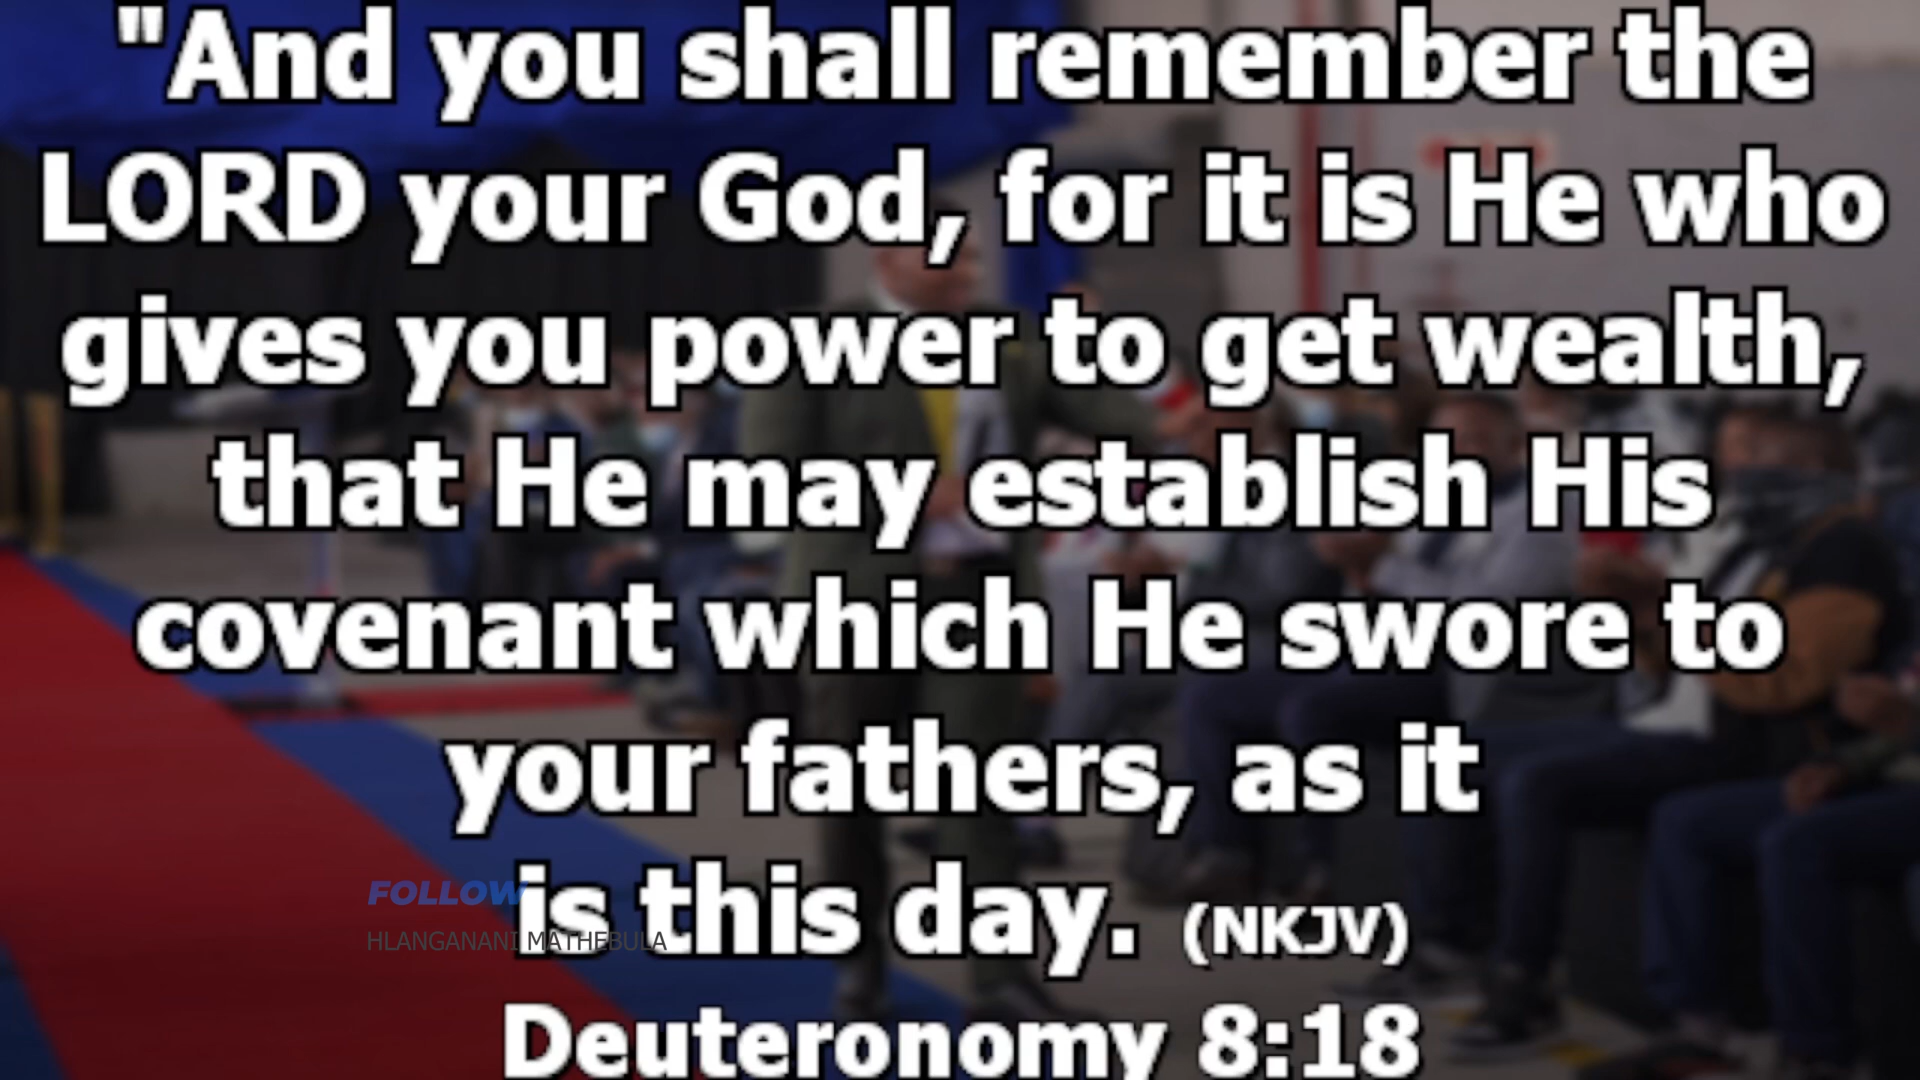 "And you shall remember the
LORD your God, for it is He who
gives you power to get wealth,
that He may establish His
covenant which He swore to
your fathers, as it
is this day. (NKJV)
Deuteronomy 8:18
FOLLOW
HLANGANANI MATHEBULA